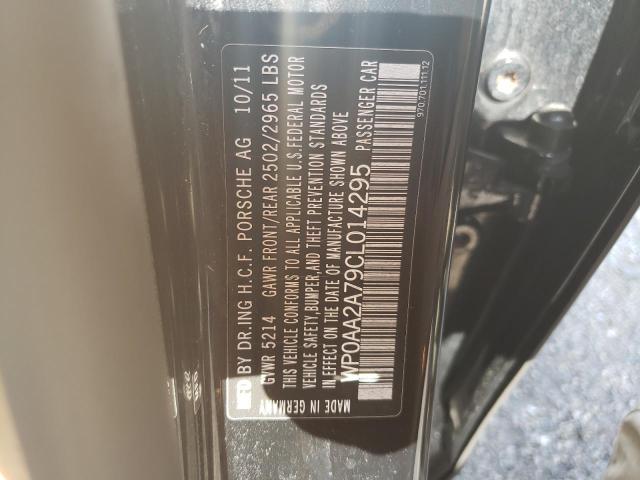 MFD BY DR.ING H.C.F. PORSCHE AG 10/11
GVWR 5214 GAWR FRONT/REAR 2502/2965 LBS
THIS VEHICLE CONFORMS TO ALL APPLICABLE U.S.FEDERAL MOTOR
VEHICLE SAFETY,BUMPER,AND THEFT PREVENTION STANDARDS
IN EFFECT ON THE DATE OF MANUFACTURE SHOWN ABOVE
WP0AA2A79CL014295 PASSENGER CAR
MADE IN GERMANY
970.701.111.12